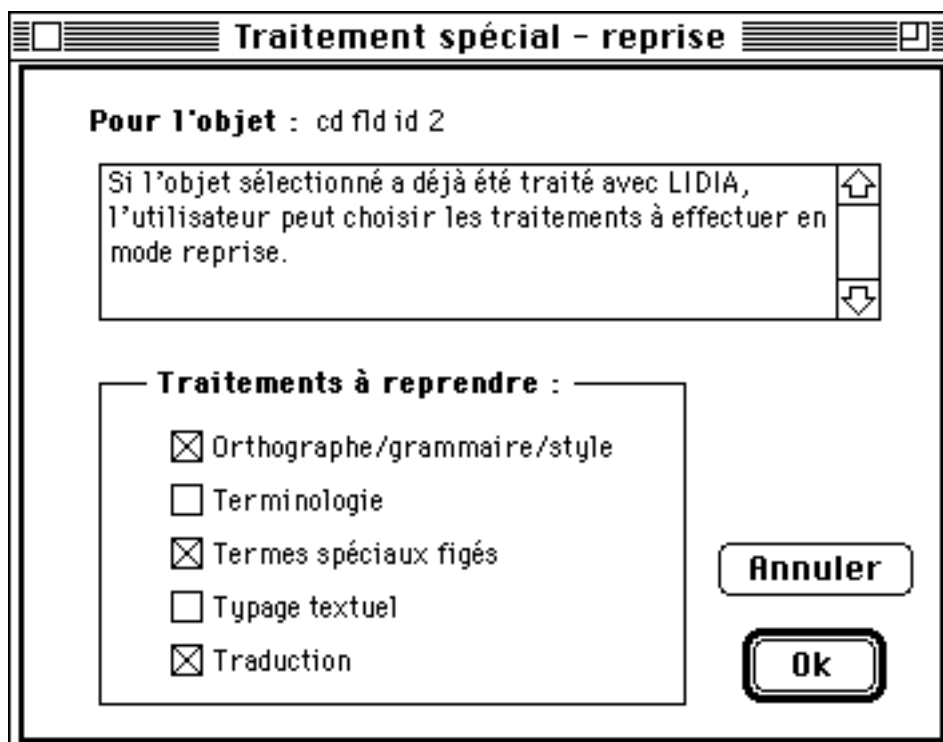 Traitement spécial - reprise
Pour l'objet : cd fld id 2
Si l'objet sélectionné a déjà été traité avec LIDIA,
l'utilisateur peut choisir les traitements à effectuer en
mode reprise.
Traitements à reprendre :
Orthographe/grammaire/style
Terminologie
Termes spéciaux figés
Typage textuel
Traduction
Annuler
Ok